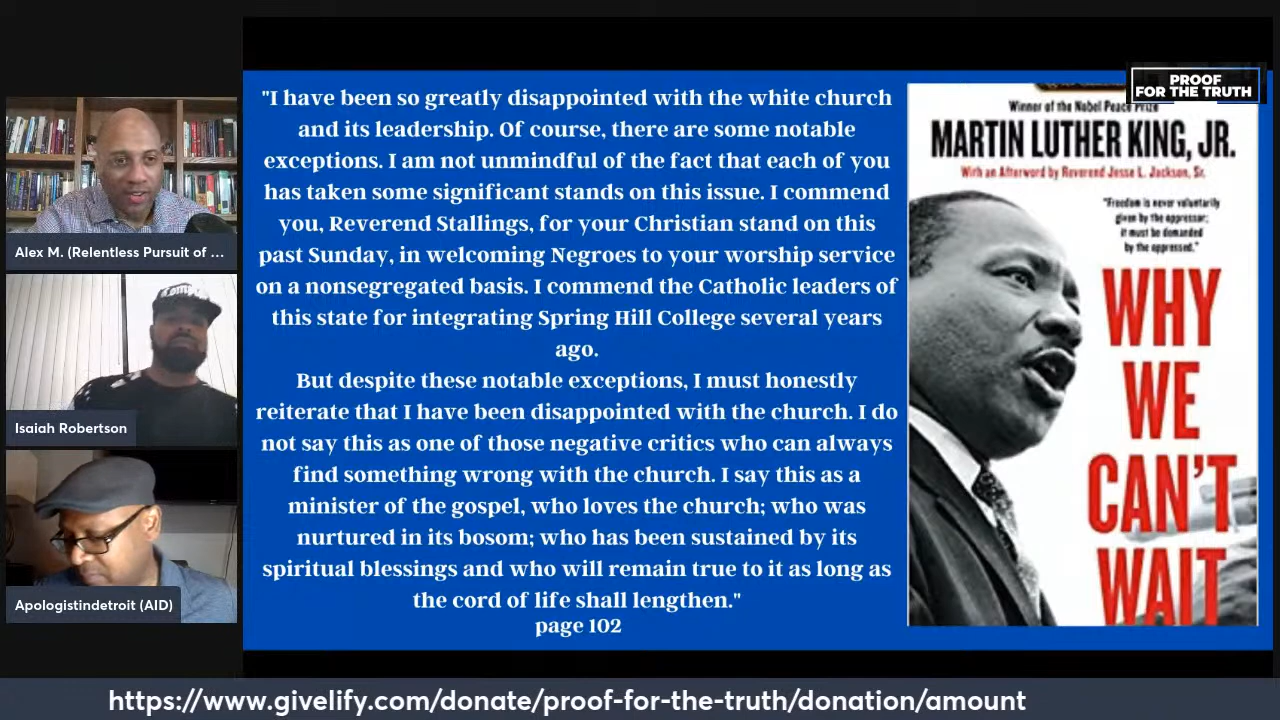 Alex M. (Relentless Pursuit of ...
Isaiah Robertson
Apologistindetroit (AID)
"I have been so greatly disappointed with the white church
and its leadership. Of course, there are some notable
exceptions. I am not unmindful of the fact that each of you
has taken some significant stands on this issue. I commend
you, Reverend Stallings, for your Christian stand on this
past Sunday, in welcoming Negroes to your worship service
on a nonsegregated basis. I commend the Catholic leaders of
this state for integrating Spring Hill College several years
ago.
But despite these notable exceptions, I must honestly
reiterate that I have been disappointed with the church. I do
not say this as one of those negative critics who can always
find something wrong with the church. I say this as a
minister of the gospel, who loves the church; who was
nurtured in its bosom; who has been sustained by its
spiritual blessings and who will remain true to it as long as
the cord of life shall lengthen."
page 102
PROOF
FOR THE TRUTH
Winner of the Nobel Peace Prize
MARTIN LUTHER KING, JR.
With an Afterword by Reverend Jesse L. Jackson, Sr.
"Freedom is never voluntarily
given by the oppressor;
it must be demanded
by the oppressed."
WHY
WE
CAN'T
WAIT
https://www.givelify.com/donate/proof-for-the-truth/donation/amount